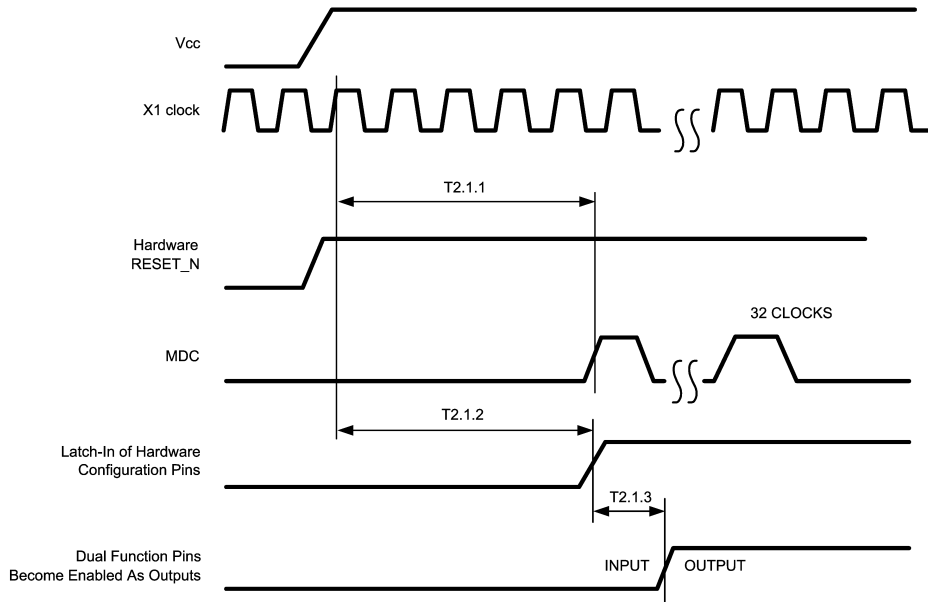 Vcc
X1 clock
T2.1.1
Hardware
RESET_N
32 CLOCKS
MDC
T2.1.2
Latch-In of Hardware
Configuration Pins
T2.1.3
Dual Function Pins
Become Enabled As Outputs
INPUT
OUTPUT